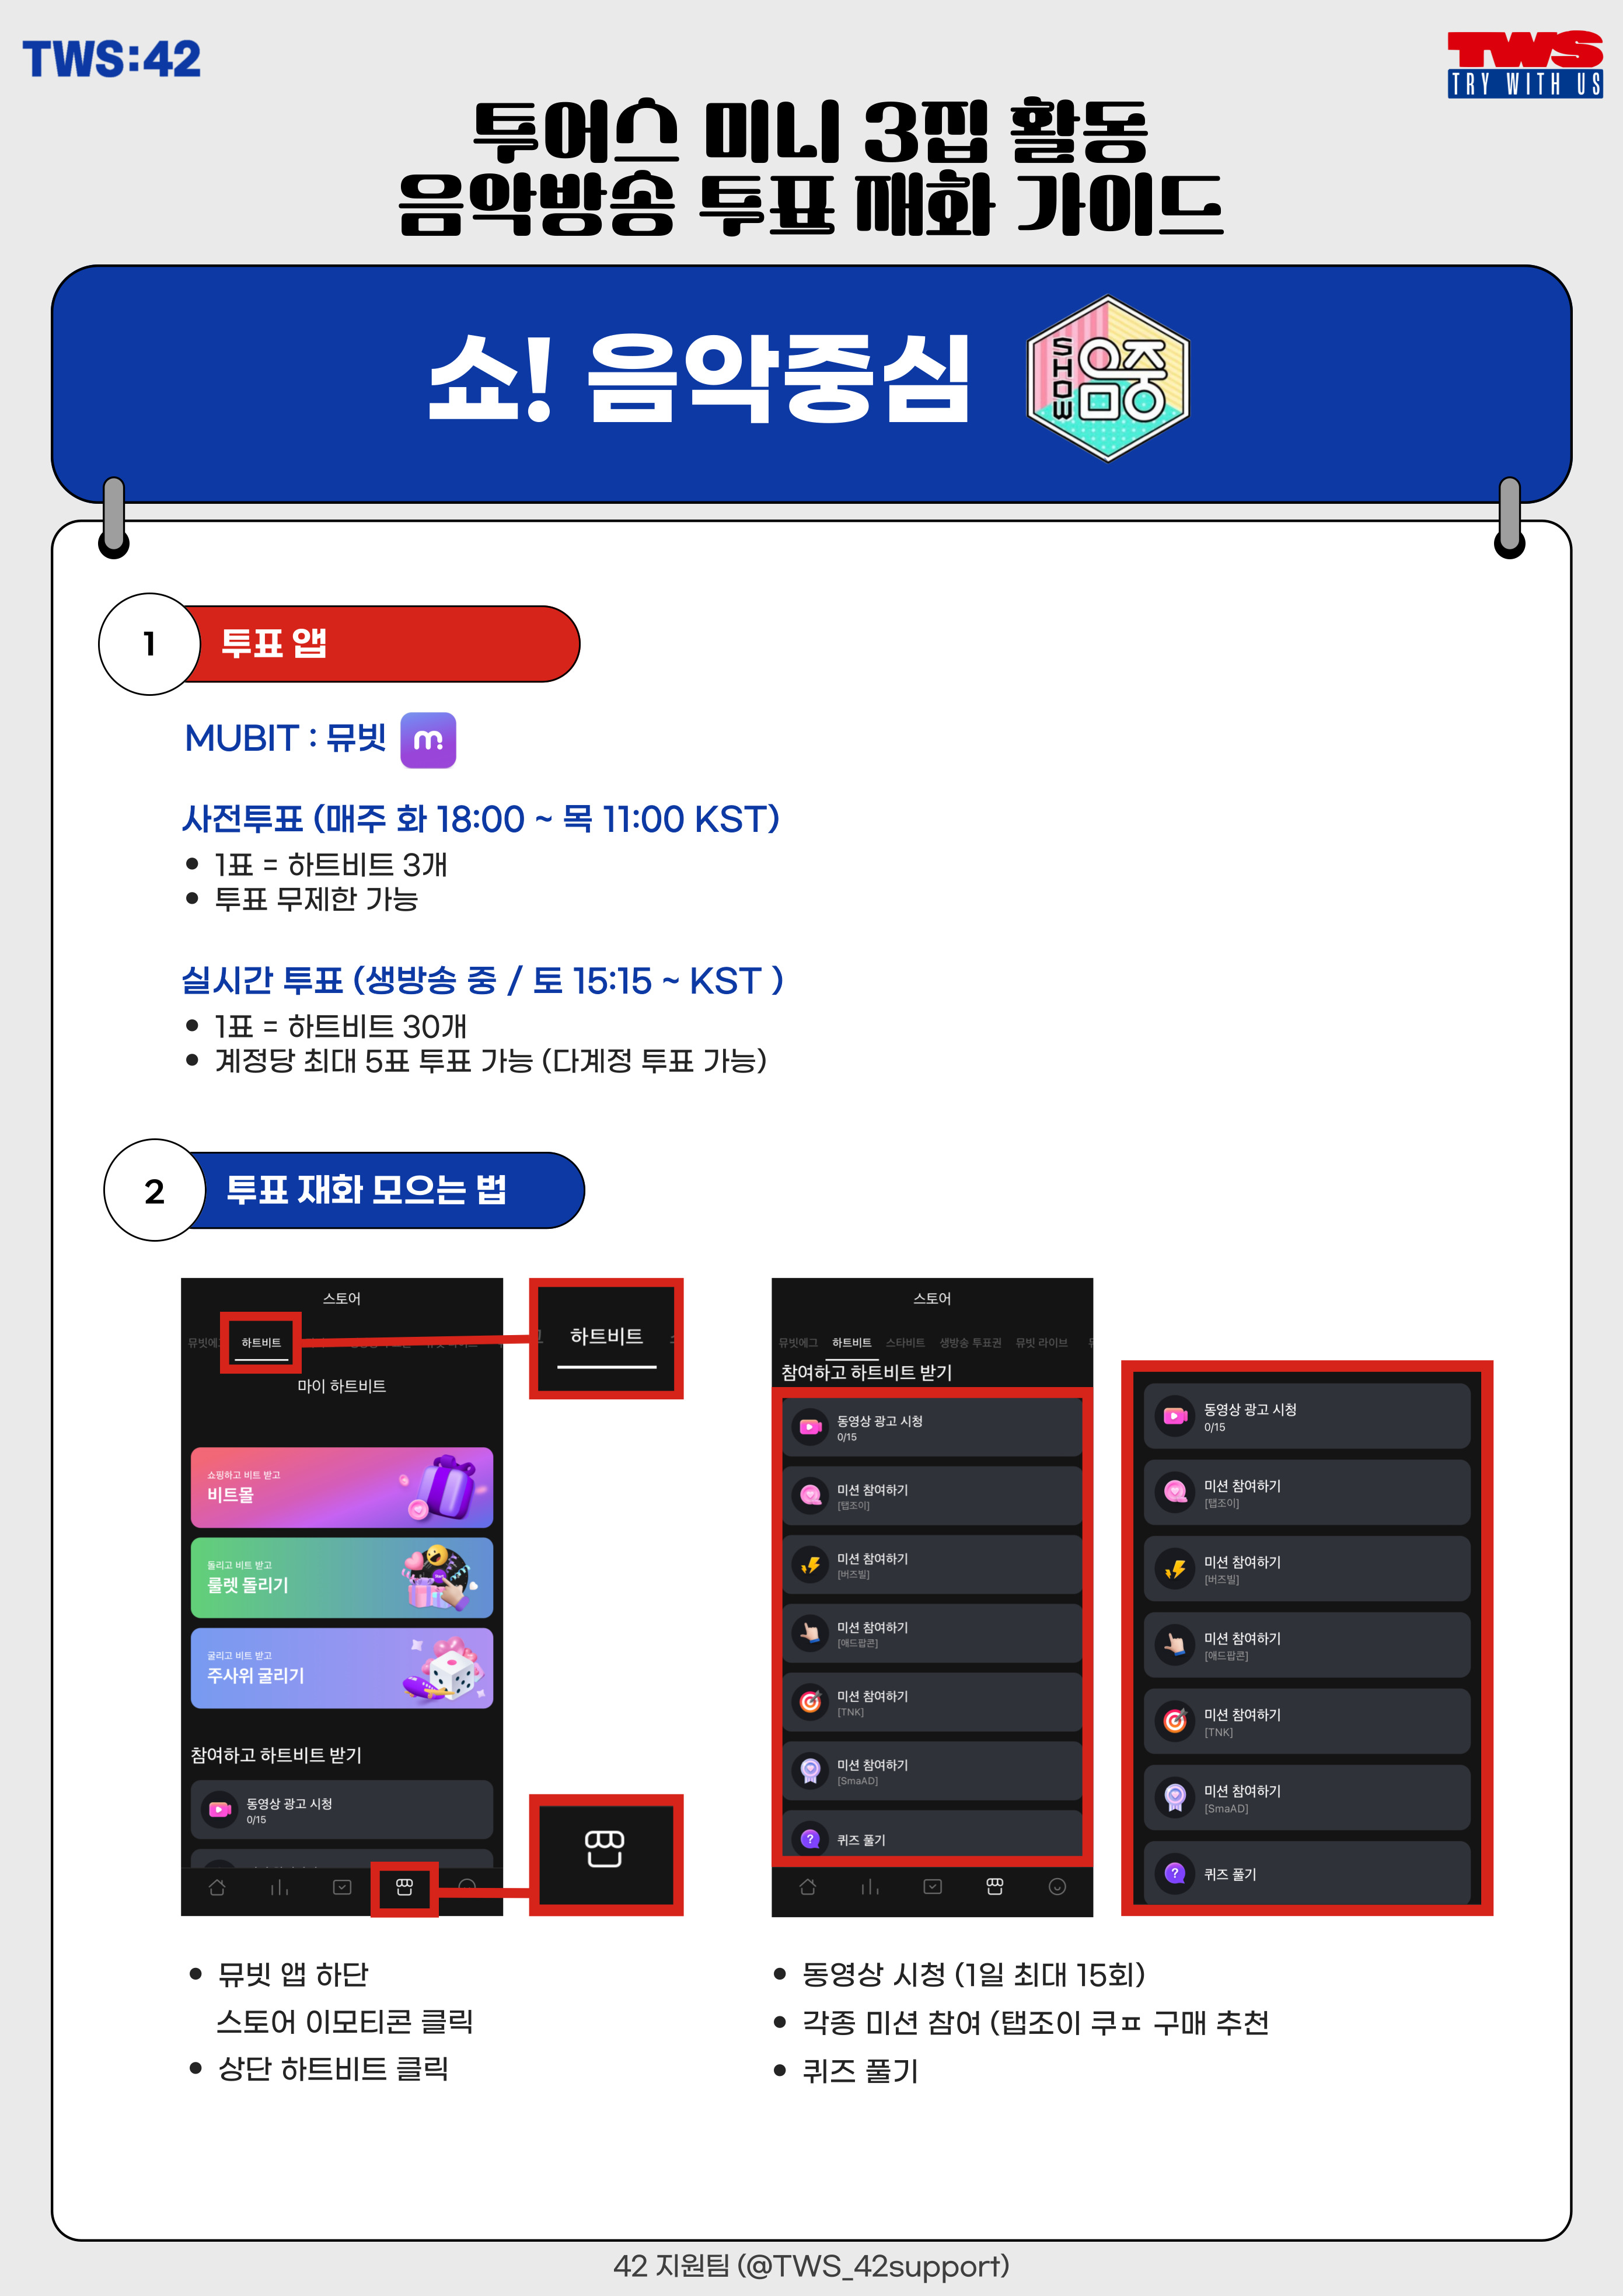 TWS:42
TWS
TRY WITH US
투어스 미니 3집 활동
음악방송 투표 재화 가이드
쇼! 음악중심
SHOW 음중
1 투표 앱
MUBIT : 뮤빗
m.
사전투표 (매주 화 18:00 ~ 목 11:00 KST)
• 1표 = 하트비트 3개
• 투표 무제한 가능
실시간 투표 (생방송 중 / 토 15:15 ~ KST )
• 1표 = 하트비트 30개
• 계정당 최대 5표 투표 가능 (다계정 투표 가능)
2 투표 재화 모으는 법
스토어
하트비트
마이 하트비트
쇼핑하고 비트 받고
비트몰
돌리고 비트 받고
룰렛 돌리기
굴리고 비트 받고
주사위 굴리기
참여하고 하트비트 받기
동영상 광고 시청
0/15
하트비트
스토어
뮤빗에그 하트비트 스타비트 생방송 투표권 뮤빗 라이브
참여하고 하트비트 받기
동영상 광고 시청
0/15
미션 참여하기
[탭조이]
미션 참여하기
[버즈빌]
미션 참여하기
[애드팝콘]
미션 참여하기
[TNK]
미션 참여하기
[SmaAD]
퀴즈 풀기
동영상 광고 시청
0/15
미션 참여하기
[탭조이]
미션 참여하기
[버즈빌]
미션 참여하기
[애드팝콘]
미션 참여하기
[TNK]
미션 참여하기
[SmaAD]
퀴즈 풀기
• 뮤빗 앱 하단
스토어 이모티콘 클릭
• 상단 하트비트 클릭
• 동영상 시청 (1일 최대 15회)
• 각종 미션 참여 (탭조이 쿠ㅍ 구매 추천
• 퀴즈 풀기
42 지원팀 (@TWS_42support)